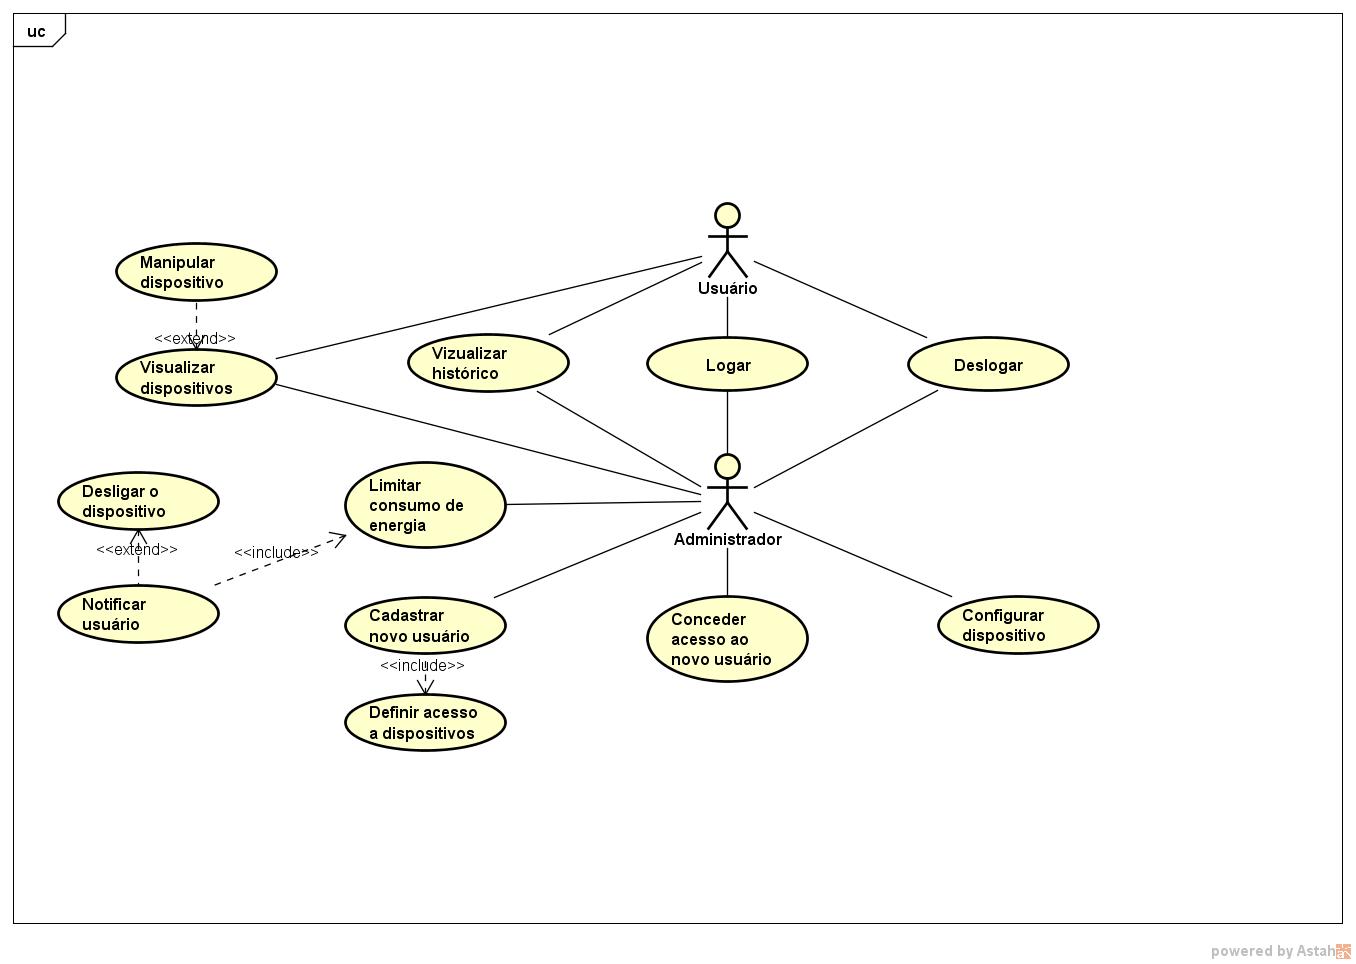 uc
Usuário
Manipular
dispositivo
<<extend>>
Visualizar
dispositivos
Vizualizar
histórico
Logar
Deslogar
Desligar o
dispositivo
<<extend>>
Notificar
usuário
<<include>>
Limitar
consumo de
energia
Administrador
Cadastrar
novo usuário
<<include>>
Definir acesso
a dispositivos
Conceder
acesso ao
novo usuário
Configurar
dispositivo
powered by Astah